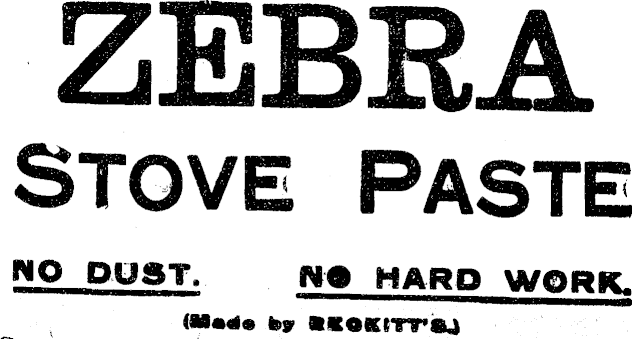 ZEBRA
STOVE PASTE
NO DUST. NO HARD WORK.
(Made by RECKITT'S.)